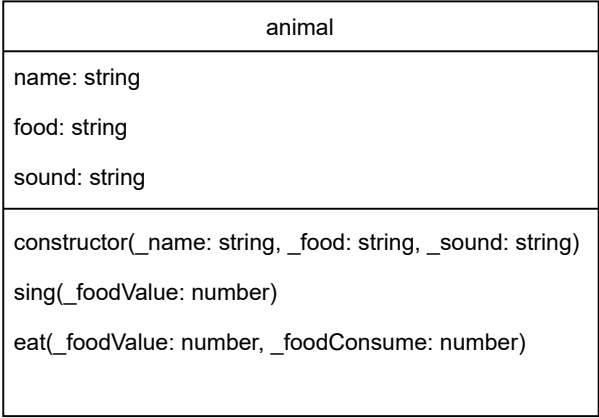 animal
name: string
food: string
sound: string
constructor(_name: string, _food: string, _sound: string)
sing(_foodValue: number)
eat(_foodValue: number, _foodConsume: number)